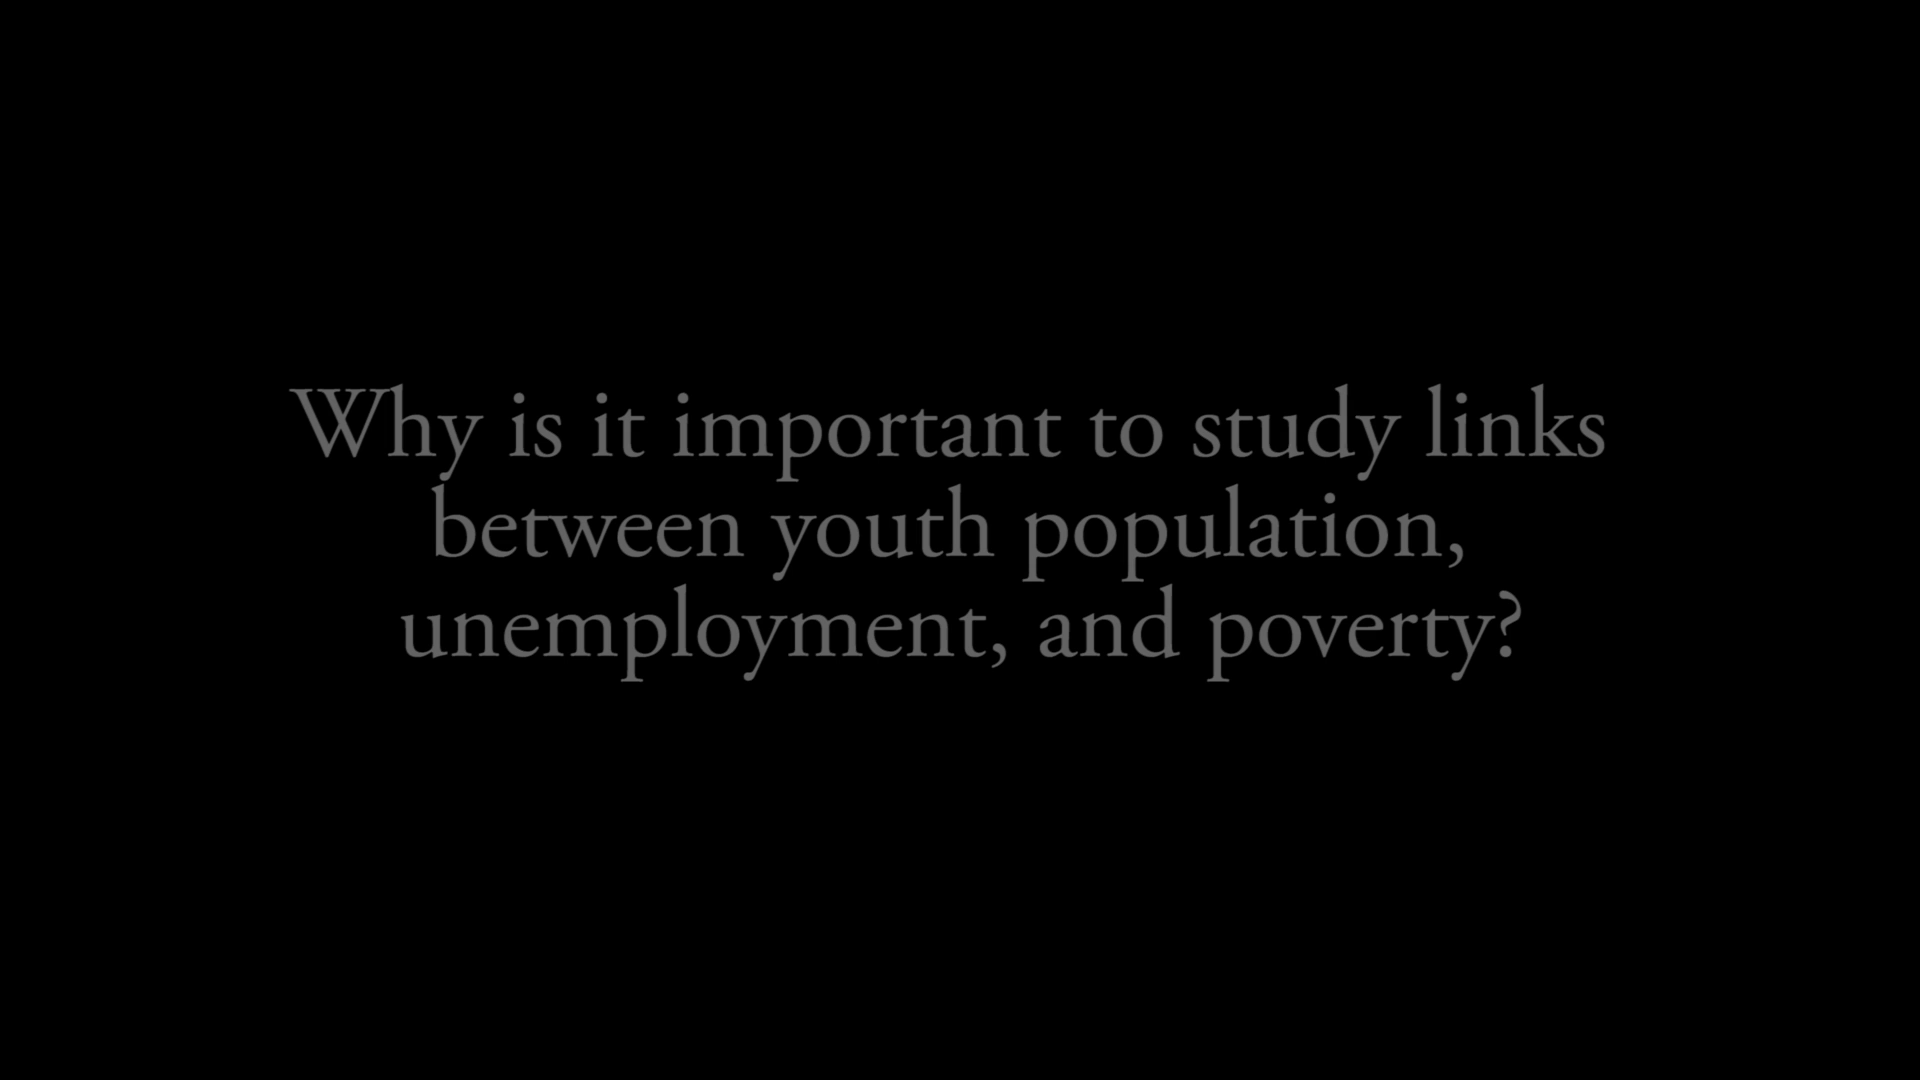 Why is it important to study links
between youth population,
unemployment, and poverty?